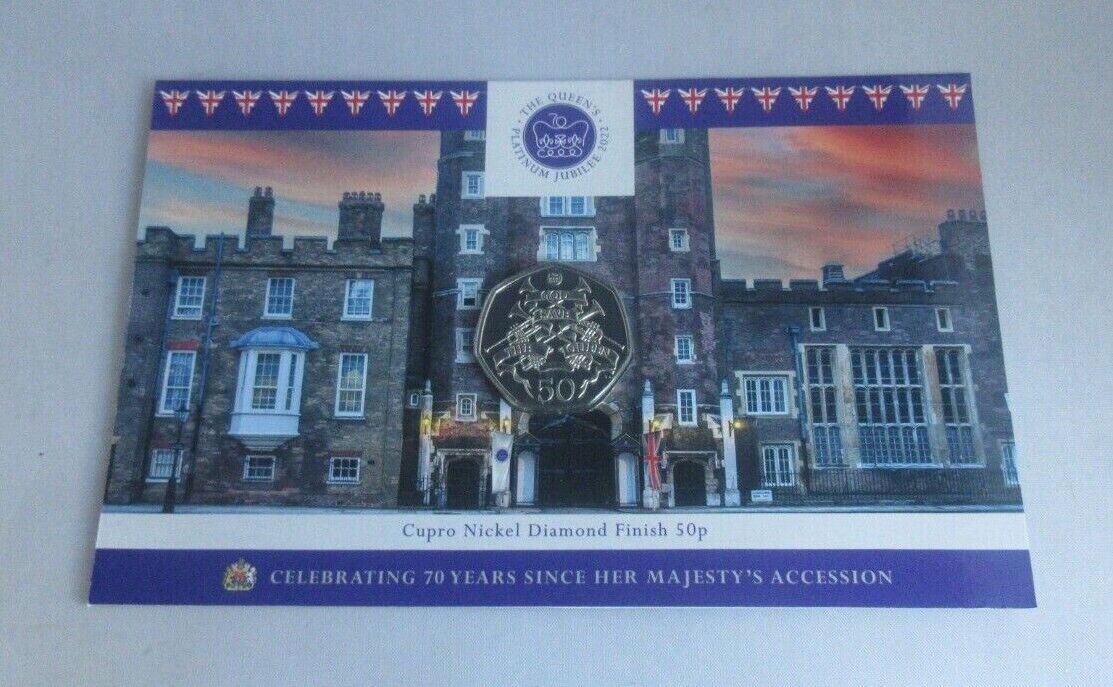 THE QUEEN'S
PLATINUM JUBILEE 2022
70
GOD
SAVE
THE QUEEN
50
Cupro Nickel Diamond Finish 50p
CELEBRATING 70 YEARS SINCE HER MAJESTY'S ACCESSION